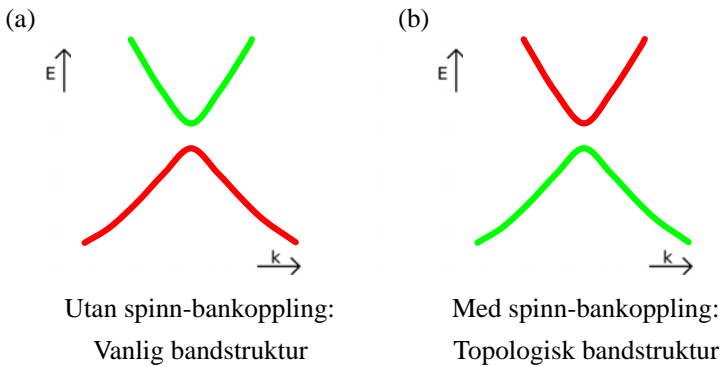 (a)
(b)
E
E
k
k
Utan spinn-bankoppling:
Vanlig bandstruktur
Med spinn-bankoppling:
Topologisk bandstruktur